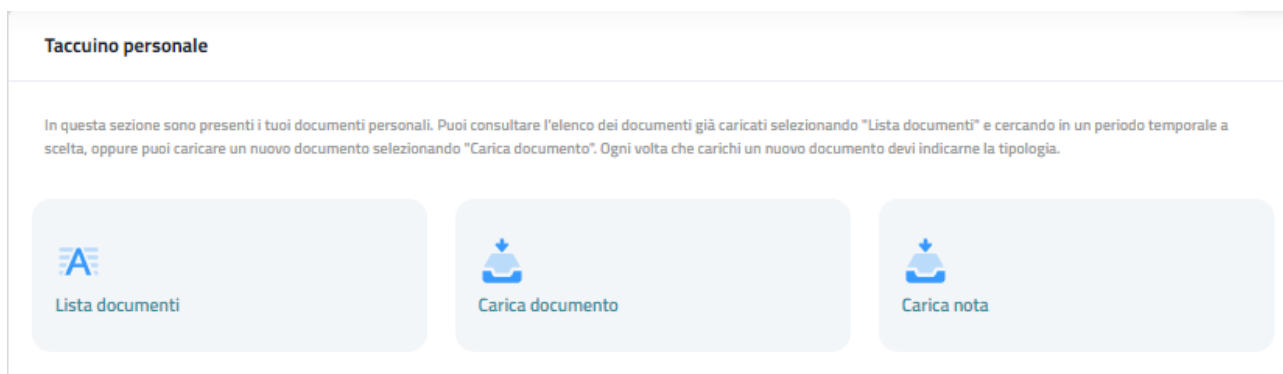 Taccuino personale
In questa sezione sono presenti i tuoi documenti personali. Puoi consultare l'elenco dei documenti già caricati selezionando "Lista documenti" e cercando in un periodo temporale a
scelta, oppure puoi caricare un nuovo documento selezionando "Carica documento". Ogni volta che carichi un nuovo documento devi indicarne la tipologia.
Lista documenti
Carica documento
Carica nota